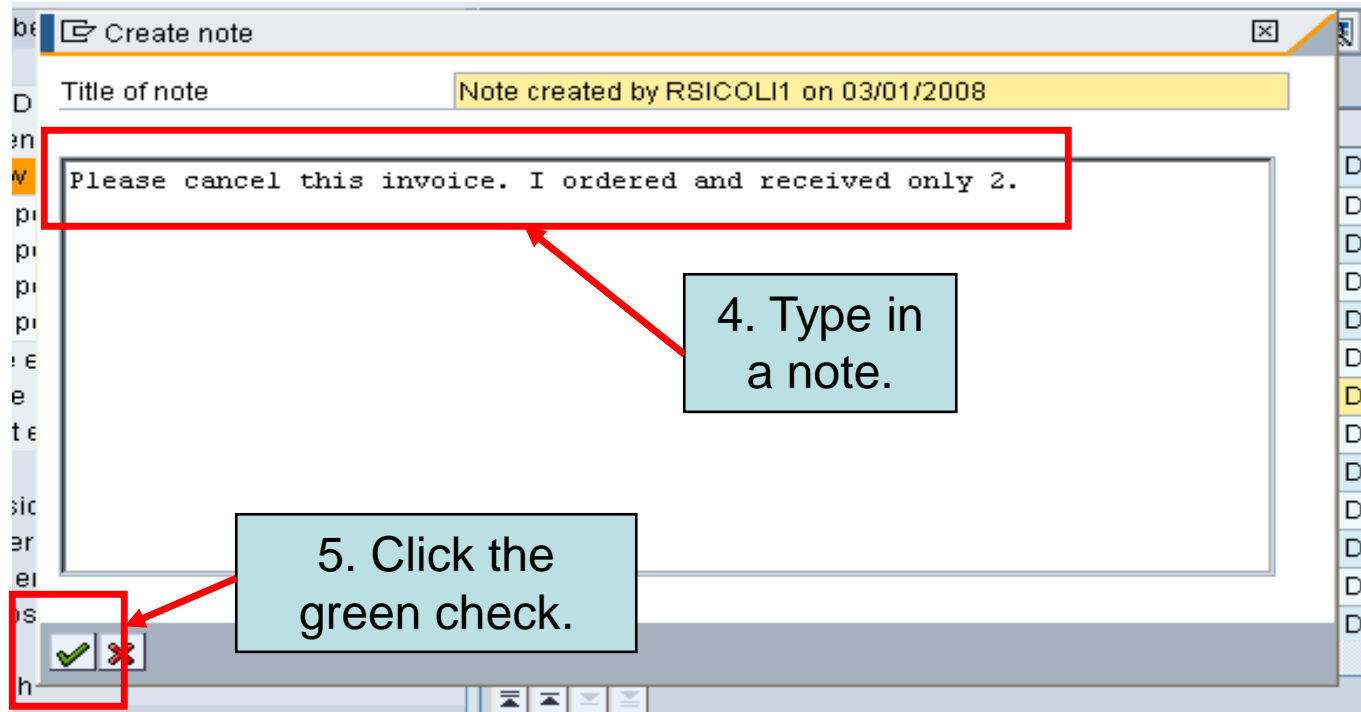 Create note
Title of note
Note created by RSICOLI1 on 03/01/2008
Please cancel this invoice. I ordered and received only 2.
4. Type in
a note.
5. Click the
green check.